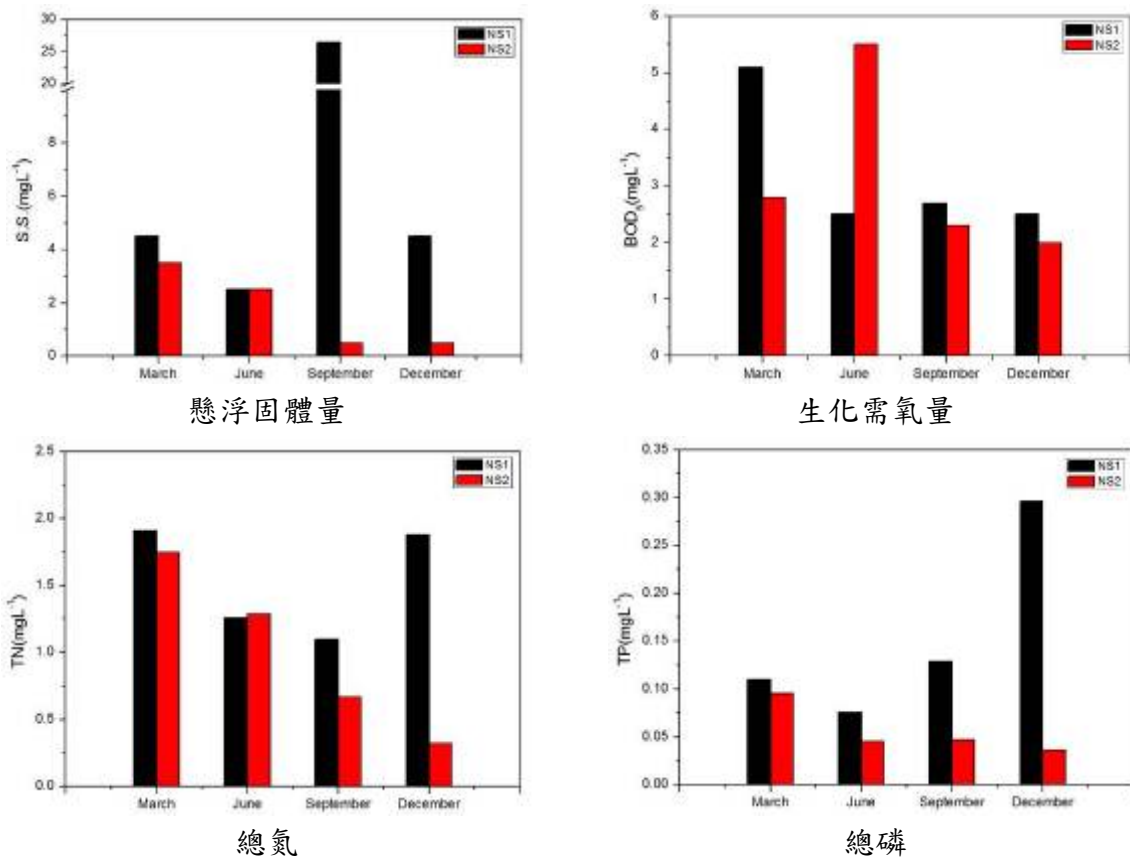 30
25
20
8
6
4
2
0
S.S.(mgL⁻¹)
NS1
NS2
March June September December
懸浮固體量
6
5
4
3
2
1
0
BOD₅(mgL⁻¹)
NS1
NS2
March June September December
生化需氧量
2.5
2.0
1.5
1.0
0.5
0.0
TN(mgL⁻¹)
NS1
NS2
March June September December
總氮
0.35
0.30
0.25
0.20
0.15
0.10
0.05
0.00
TP(mgL⁻¹)
NS1
NS2
March June September December
總磷